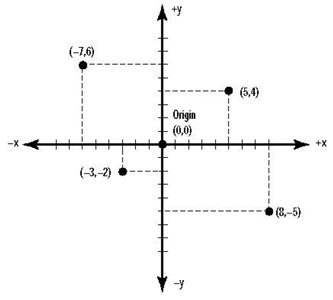 +y
(−7,6)
(5,4)
Origin
(0,0)
−x
+x
(−3,−2)
(8,−5)
−y